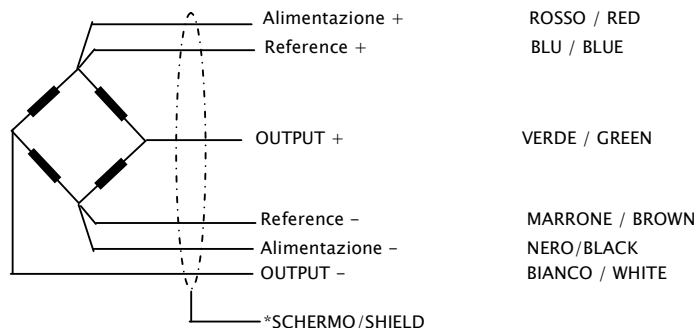 Alimentazione + ROSSO / RED
Reference + BLU / BLUE
OUTPUT + VERDE / GREEN
Reference - MARRONE / BROWN
Alimentazione - NERO/BLACK
OUTPUT - BIANCO / WHITE
*SCHERMO/SHIELD